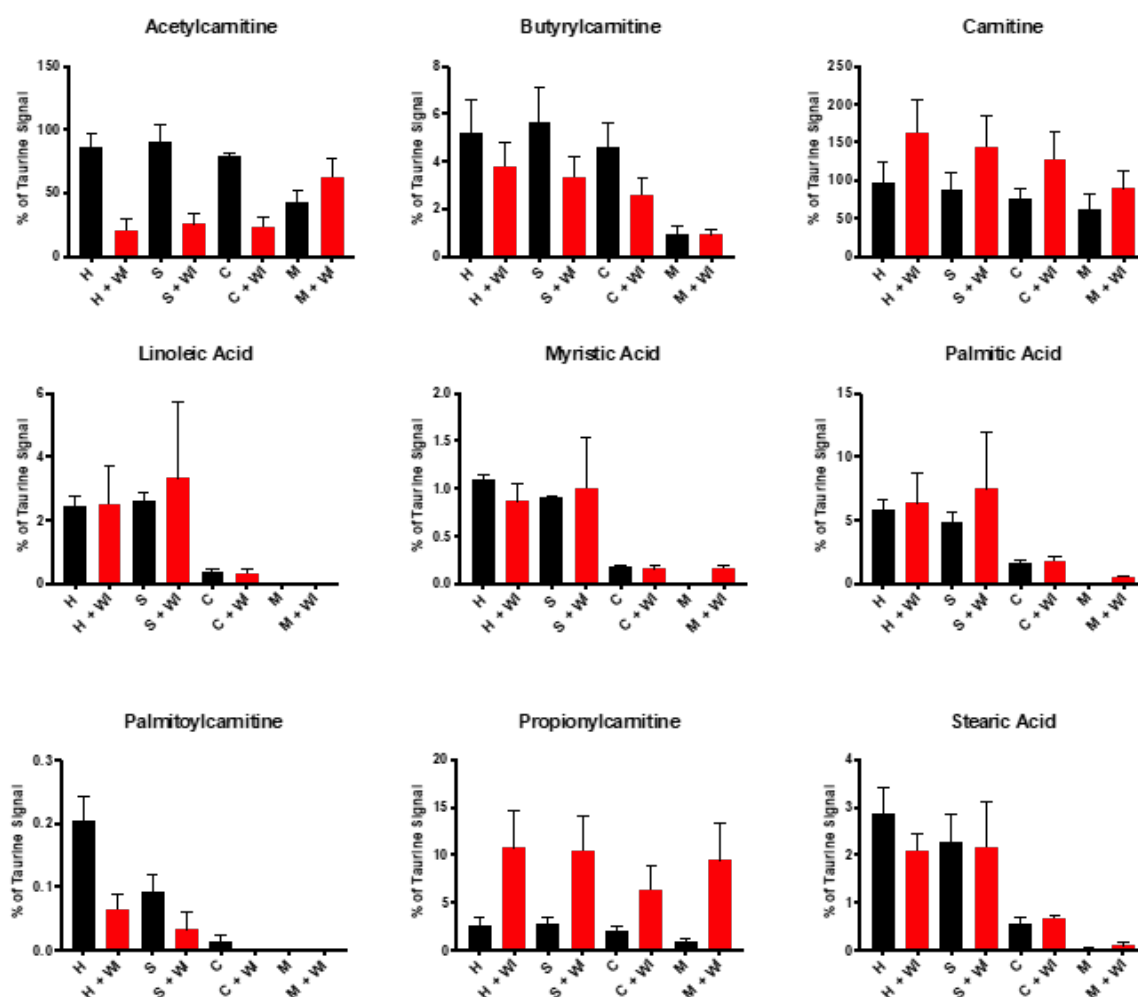 Acetylcarnitine
% of Taurine Signal
150
100
50
0
H
H + WI
S
S + WI
C
C + WI
M
M + WI
Butyrylcarnitine
% of Taurine Signal
8
6
4
2
0
H
H + WI
S
S + WI
C
C + WI
M
M + WI
Carnitine
% of Taurine Signal
250
200
150
100
50
0
H
H + WI
S
S + WI
C
C + WI
M
M + WI
Linoleic Acid
% of Taurine Signal
6
4
2
0
H
H + WI
S
S + WI
C
C + WI
M
M + WI
Myristic Acid
% of Taurine Signal
2.0
1.5
1.0
0.5
0.0
H
H + WI
S
S + WI
C
C + WI
M
M + WI
Palmitic Acid
% of Taurine Signal
15
10
5
0
H
H + WI
S
S + WI
C
C + WI
M
M + WI
Palmitoylcarnitine
% of Taurine Signal
0.3
0.2
0.1
0.0
H
H + WI
S
S + WI
C
C + WI
M
M + WI
Propionylcarnitine
% of Taurine Signal
20
15
10
5
0
H
H + WI
S
S + WI
C
C + WI
M
M + WI
Stearic Acid
% of Taurine Signal
4
3
2
1
0
H
H + WI
S
S + WI
C
C + WI
M
M + WI